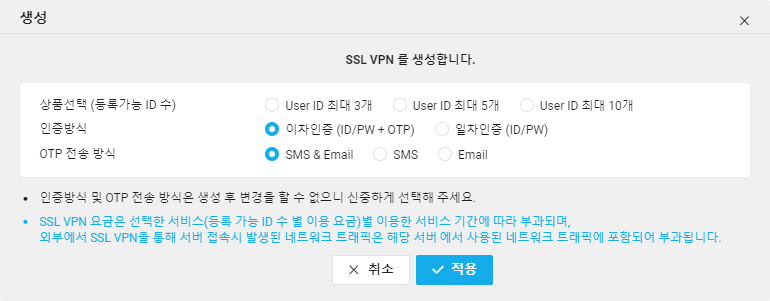 생성
SSL VPN 를 생성합니다.
상품선택 (등록가능 ID 수) User ID 최대 3개 User ID 최대 5개 User ID 최대 10개
인증방식 이차인증 (ID/PW + OTP) 일차인증 (ID/PW)
OTP 전송 방식 SMS & Email SMS Email
• 인증방식 및 OTP 전송 방식은 생성 후 변경을 할 수 없으니 신중하게 선택해 주세요.
• SSL VPN 요금은 선택한 서비스(등록 가능 ID 수 별 이용 요금)별 이용한 서비스 기간에 따라 부과되며,
외부에서 SSL VPN을 통해 서버 접속시 발생된 네트워크 트래픽은 해당 서버 에서 사용된 네트워크 트래픽에 포함되어 부과됩니다.
취소 적용